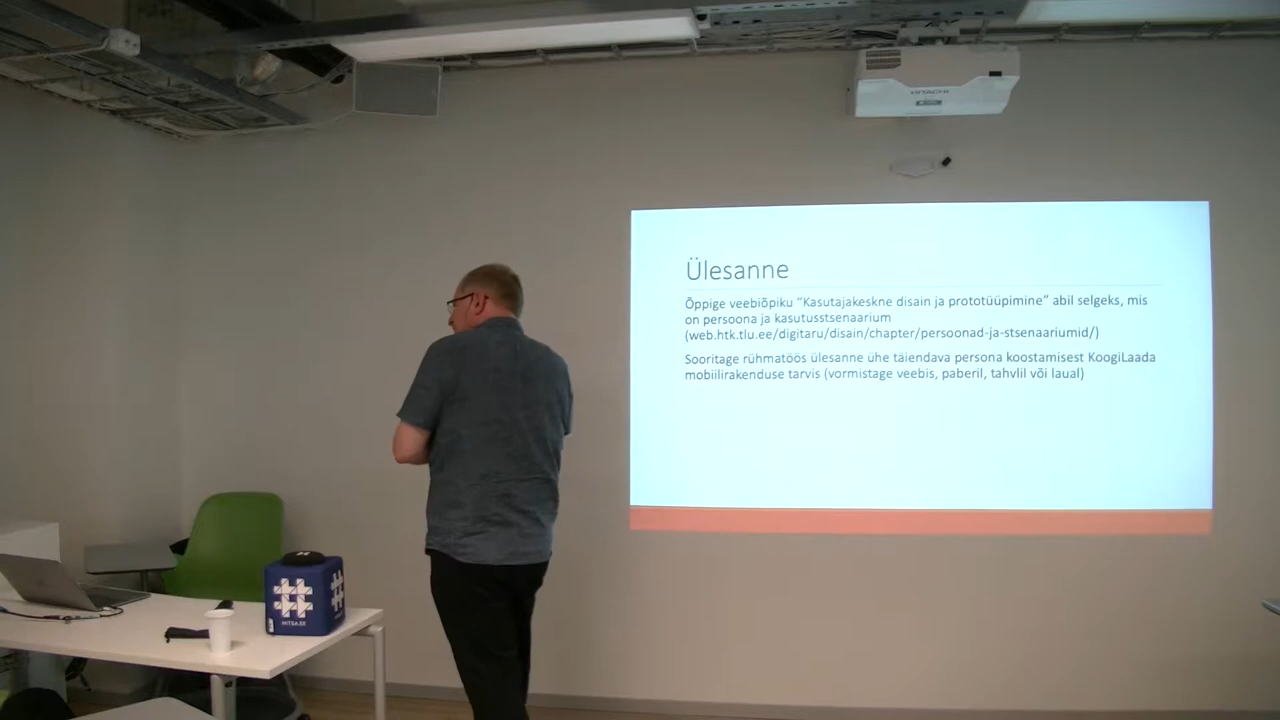 HITACHI
Ülesanne
Õppige veebiõpiku “Kasutajakeskne disain ja prototüüpimine” abil selgeks, mis
on persoona ja kasutusstsenaarium
(web.htk.tlu.ee/digitaru/disain/chapter/persoonad-ja-stsenaariumid/)
Sooritage rühmatöös ülesanne ühe täiendava persona koostamisest KoogiLaada
mobiilirakenduse tarvis (vormistage veebis, paberil, tahvlil või laual)
HITSA.EE